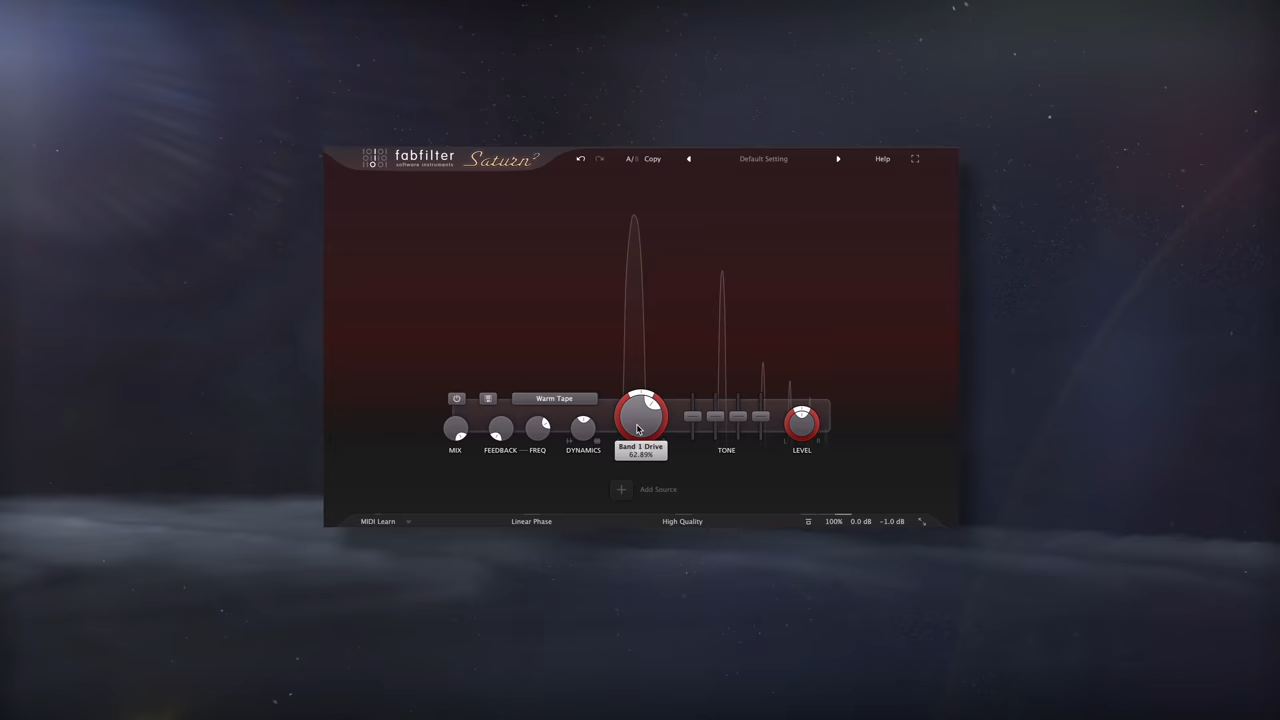 fabfilter
software instruments
Saturn 2
A/B Copy
Default Setting
Help
Warm Tape
MIX
FEEDBACK
FREQ
DYNAMICS
Band 1 Drive
62.89%
TONE
L
R
LEVEL
+ Add Source
MIDI Learn
Linear Phase
High Quality
100%
0.0 dB
-1.0 dB